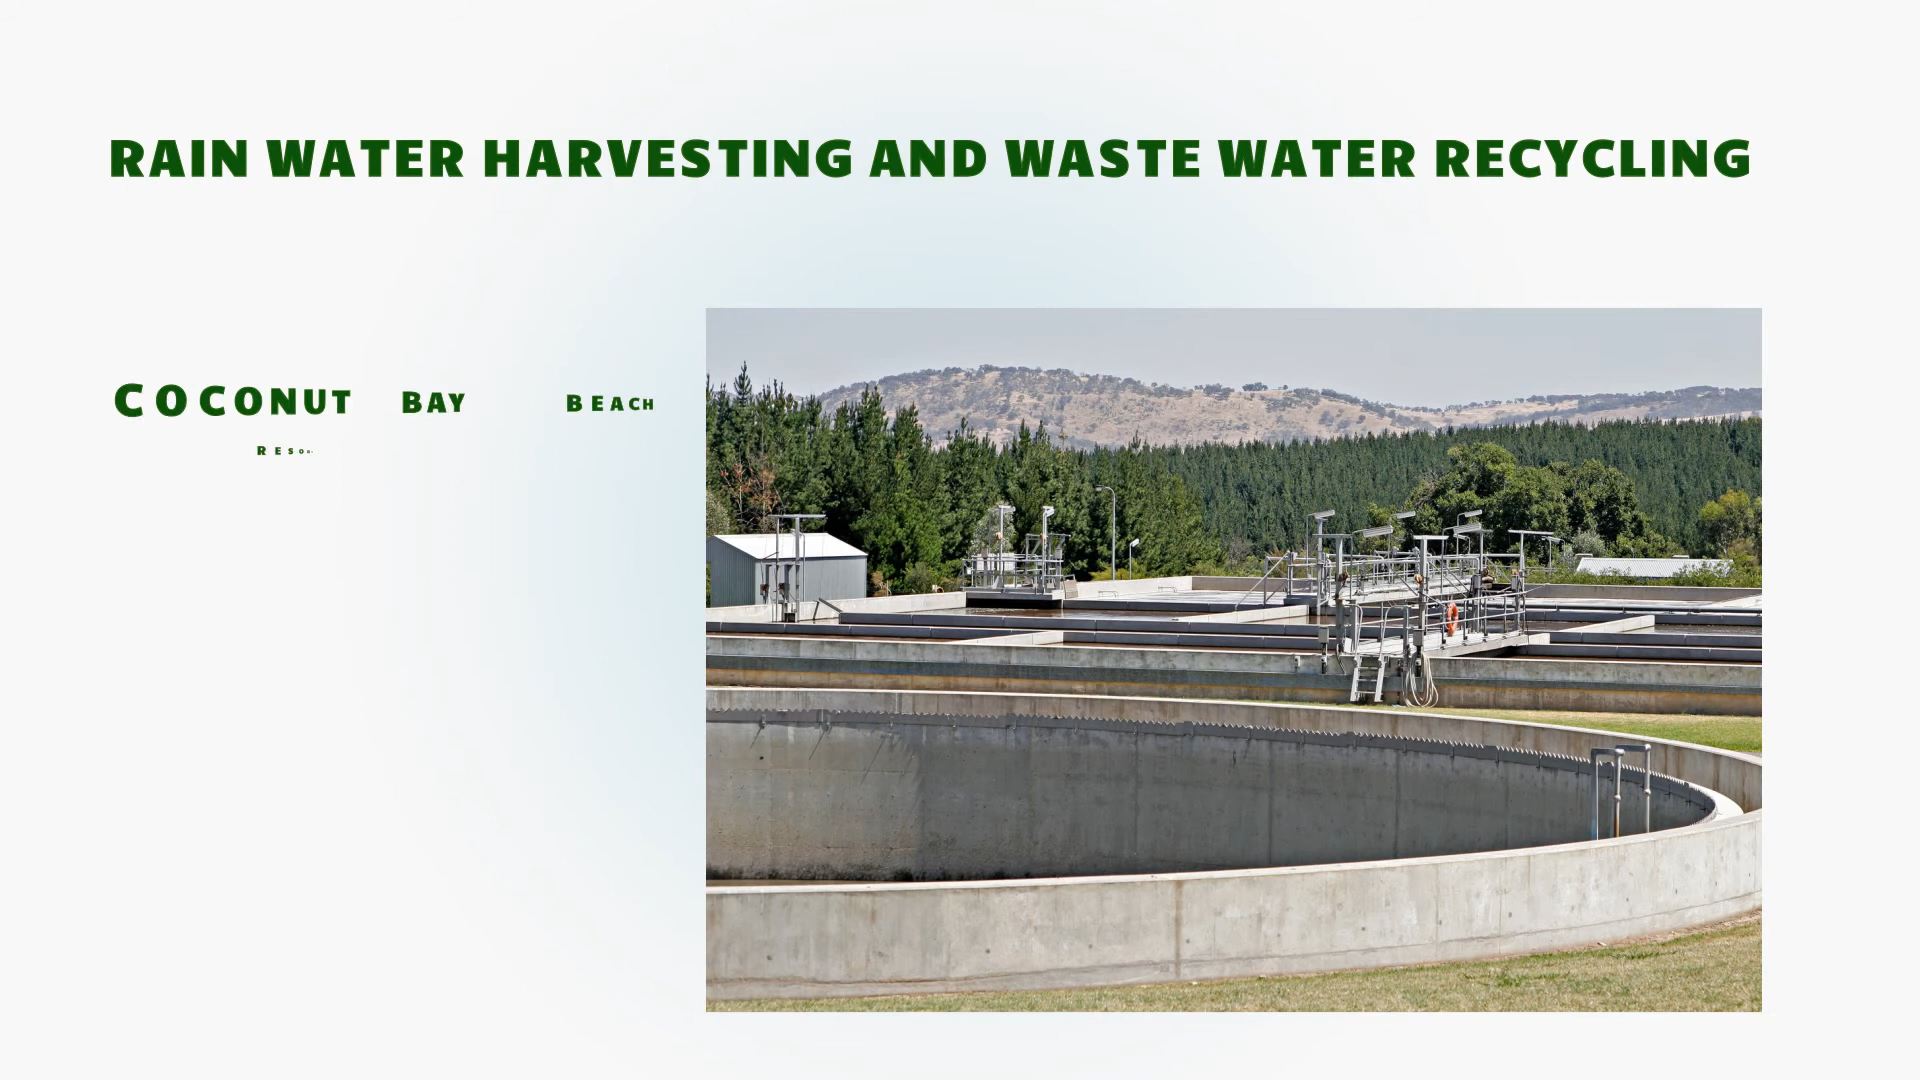 RAIN WATER HARVESTING AND WASTE WATER RECYCLING
COCONUT BAY BEACH